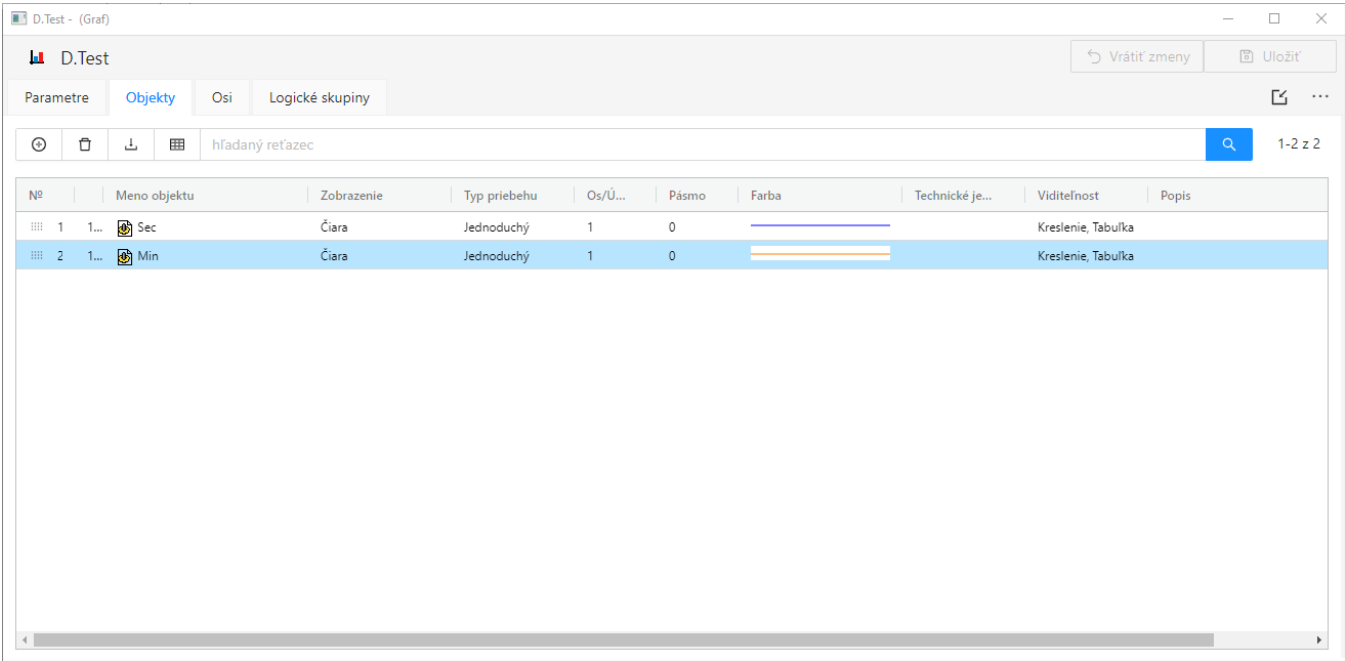 D.Test - (Graf)
D.Test
Vrátiť zmeny
Uložiť
Parametre Objekty Osi Logické skupiny
hľadaný reťazec
1-2 z 2
Nº Meno objektu Zobrazenie Typ priebehu Os/Ú... Pásmo Farba Technické je... Viditeľnost Popis
1 1... Sec Čiara Jednoduchý 1 0 Kreslenie, Tabuľka
2 1... Min Čiara Jednoduchý 1 0 Kreslenie, Tabuľka